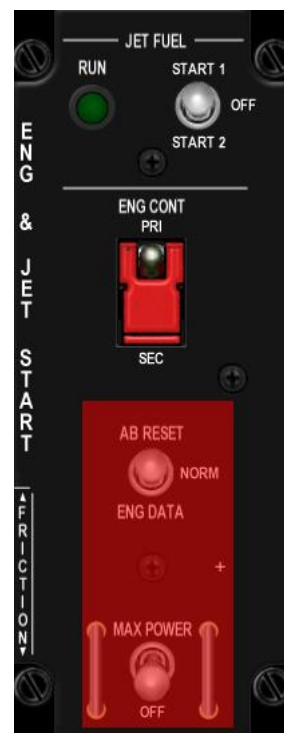 JET FUEL
RUN
START 1
OFF
START 2
ENG & JET START
ENG CONT
PRI
SEC
AB RESET
NORM
ENG DATA
+
MAX POWER
OFF
FRICTION